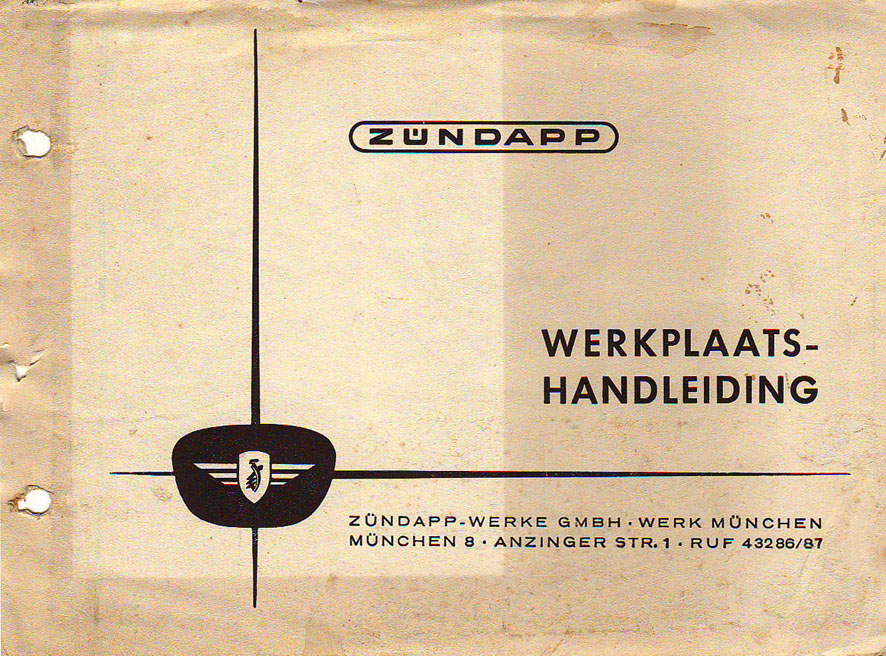 ZÜNDAPP
WERKPLAATS-
HANDLEIDING
ZÜNDAPP-WERKE GMBH · WERK MÜNCHEN
MÜNCHEN 8 · ANZINGER STR. 1 · RUF 43286/87